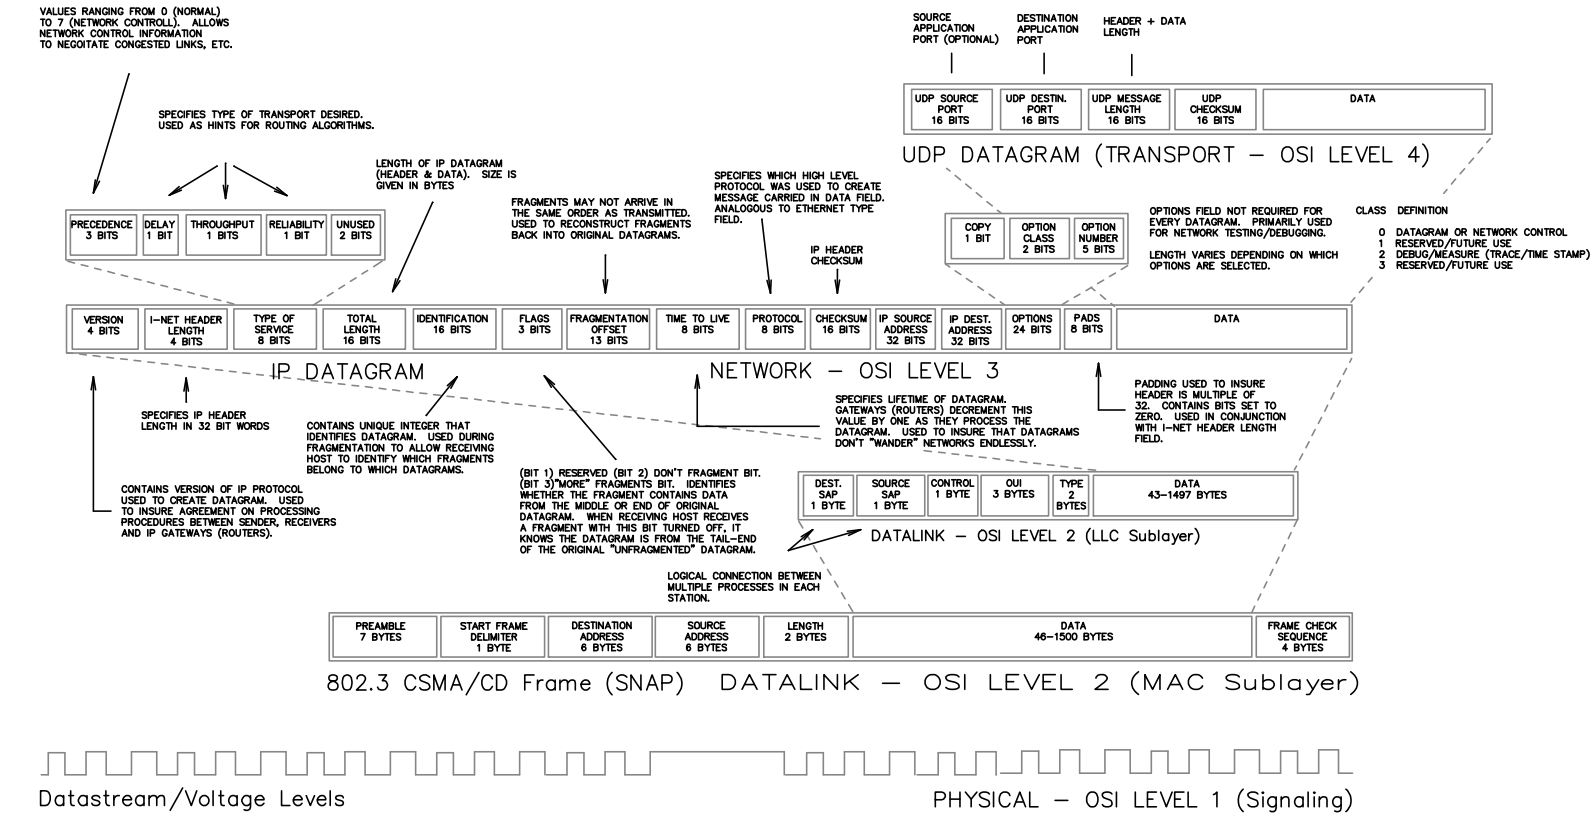 VALUES RANGING FROM 0 (NORMAL)
TO 7 (NETWORK CONTROLL).  ALLOWS
NETWORK CONTROL INFORMATION
TO NEGOITATE CONGESTED LINKS, ETC.
SPECIFIES TYPE OF TRANSPORT DESIRED.
USED AS HINTS FOR ROUTING ALGORITHMS.
SOURCE
APPLICATION
PORT (OPTIONAL)
DESTINATION
APPLICATION
PORT
HEADER + DATA
LENGTH
UDP SOURCE
PORT
16 BITS
UDP DESTIN.
PORT
16 BITS
UDP MESSAGE
LENGTH
16 BITS
UDP
CHECKSUM
16 BITS
DATA
UDP DATAGRAM (TRANSPORT – OSI LEVEL 4)
LENGTH OF IP DATAGRAM
(HEADER & DATA).  SIZE IS
GIVEN IN BYTES
FRAGMENTS MAY NOT ARRIVE IN
THE SAME ORDER AS TRANSMITTED.
USED TO RECONSTRUCT FRAGMENTS
BACK INTO ORIGINAL DATAGRAMS.
SPECIFIES WHICH HIGH LEVEL
PROTOCOL WAS USED TO CREATE
MESSAGE CARRIED IN DATA FIELD.
ANALOGOUS TO ETHERNET TYPE
FIELD.
IP HEADER
CHECKSUM
PRECEDENCE
3 BITS
DELAY
1 BIT
THROUGHPUT
1 BITS
RELIABILITY
1 BIT
UNUSED
2 BITS
COPY
1 BIT
OPTION
CLASS
2 BITS
OPTION
NUMBER
5 BITS
OPTIONS FIELD NOT REQUIRED FOR
EVERY DATAGRAM.  PRIMARILY USED
FOR NETWORK TESTING/DEBUGGING.
LENGTH VARIES DEPENDING ON WHICH
OPTIONS ARE SELECTED.
CLASS  DEFINITION
0  DATAGRAM OR NETWORK CONTROL
1  RESERVED/FUTURE USE
2  DEBUG/MEASURE (TRACE/TIME STAMP)
3  RESERVED/FUTURE USE
VERSION
4 BITS
I-NET HEADER
LENGTH
4 BITS
TYPE OF
SERVICE
8 BITS
TOTAL
LENGTH
16 BITS
IDENTIFICATION
16 BITS
FLAGS
3 BITS
FRAGMENTATION
OFFSET
13 BITS
TIME TO LIVE
8 BITS
PROTOCOL
8 BITS
CHECKSUM
16 BITS
IP SOURCE
ADDRESS
32 BITS
IP DEST.
ADDRESS
32 BITS
OPTIONS
24 BITS
PADS
8 BITS
DATA
IP DATAGRAM
NETWORK – OSI LEVEL 3
SPECIFIES IP HEADER
LENGTH IN 32 BIT WORDS
CONTAINS UNIQUE INTEGER THAT
IDENTIFIES DATAGRAM.  USED DURING
FRAGMENTATION TO ALLOW RECEIVING
HOST TO IDENTIFY WHICH FRAGMENTS
BELONG TO WHICH DATAGRAMS.
SPECIFIES LIFETIME OF DATAGRAM.
GATEWAYS (ROUTERS) DECREMENT THIS
VALUE BY ONE AS THEY PROCESS THE
DATAGRAM.  USED TO INSURE THAT DATAGRAMS
DON'T "WANDER" NETWORKS ENDLESSLY.
PADDING USED TO INSURE
HEADER IS MULTIPLE OF
32.  CONTAINS BITS SET TO
ZERO.  USED IN CONJUNCTION
WITH I-NET HEADER LENGTH
FIELD.
CONTAINS VERSION OF IP PROTOCOL
USED TO CREATE DATAGRAM.  USED
TO INSURE AGREEMENT ON PROCESSING
PROCEDURES BETWEEN SENDER, RECEIVERS
AND IP GATEWAYS (ROUTERS).
(BIT 1) RESERVED (BIT 2) DON'T FRAGMENT BIT.
(BIT 3)"MORE" FRAGMENTS BIT.  IDENTIFIES
WHETHER THE FRAGMENT CONTAINS DATA
FROM THE MIDDLE OR END OF ORIGINAL
DATAGRAM.  WHEN RECEIVING HOST RECEIVES
A FRAGMENT WITH THIS BIT TURNED OFF, IT
KNOWS THE DATAGRAM IS FROM THE TAIL-END
OF THE ORIGINAL "UNFRAGMENTED" DATAGRAM.
DEST.
SAP
1 BYTE
SOURCE
SAP
1 BYTE
CONTROL
1 BYTE
OUI
3 BYTES
TYPE
2
BYTES
DATA
43-1497 BYTES
DATALINK – OSI LEVEL 2 (LLC Sublayer)
LOGICAL CONNECTION BETWEEN
MULTIPLE PROCESSES IN EACH
STATION.
PREAMBLE
7 BYTES
START FRAME
DELIMITER
1 BYTE
DESTINATION
ADDRESS
6 BYTES
SOURCE
ADDRESS
6 BYTES
LENGTH
2 BYTES
DATA
46-1500 BYTES
FRAME CHECK
SEQUENCE
4 BYTES
802.3 CSMA/CD Frame (SNAP)
DATALINK – OSI LEVEL 2 (MAC Sublayer)
Datastream/Voltage Levels
PHYSICAL – OSI LEVEL 1 (Signaling)